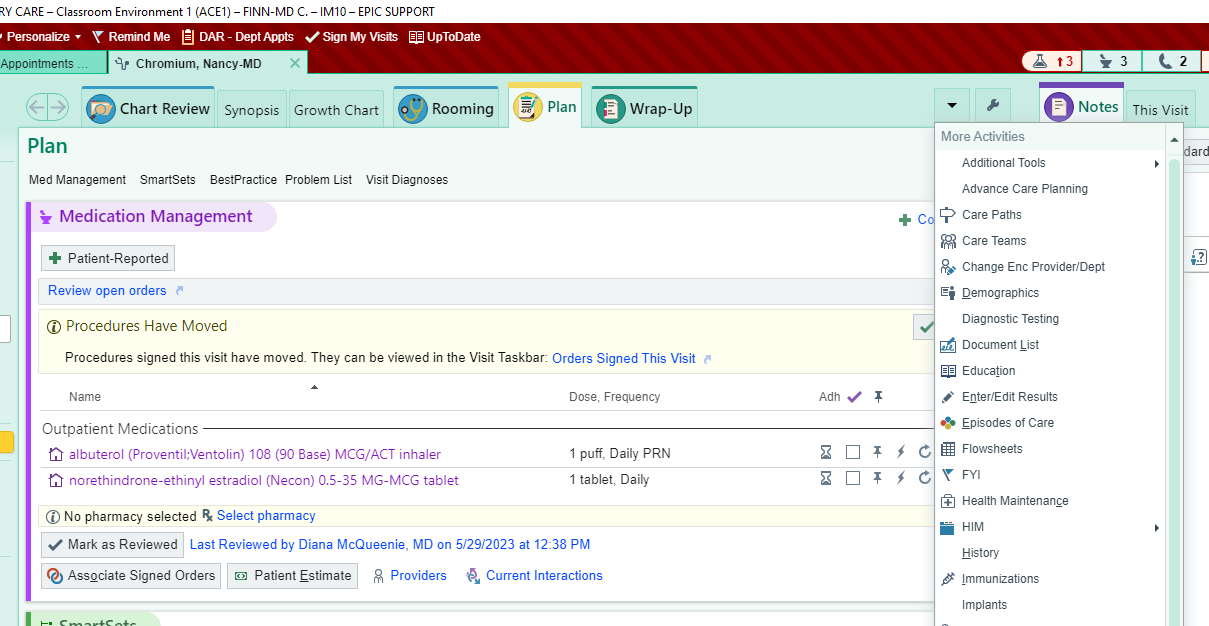 RY CARE – Classroom Environment 1 (ACE1) – FINN-MD C. – IM10 – EPIC SUPPORT
Personalize Remind Me DAR - Dept Appts Sign My Visits UpToDate
Appointments ... Chromium, Nancy-MD 3 3 2
Chart Review Synopsis Growth Chart Rooming Plan Wrap-Up Notes This Visit
Plan
Med Management SmartSets BestPractice Problem List Visit Diagnoses
Medication Management
Co
Patient-Reported
Review open orders
Procedures Have Moved
Procedures signed this visit have moved. They can be viewed in the Visit Taskbar: Orders Signed This Visit
Name Dose, Frequency Adh
Outpatient Medications
albuterol (Proventil;Ventolin) 108 (90 Base) MCG/ACT inhaler 1 puff, Daily PRN
norethindrone-ethinyl estradiol (Necon) 0.5-35 MG-MCG tablet 1 tablet, Daily
No pharmacy selected Select pharmacy
Mark as Reviewed Last Reviewed by Diana McQueenie, MD on 5/29/2023 at 12:38 PM
Associate Signed Orders Patient Estimate Providers Current Interactions
SmartSets
More Activities
Additional Tools
Advance Care Planning
Care Paths
Care Teams
Change Enc Provider/Dept
Demographics
Diagnostic Testing
Document List
Education
Enter/Edit Results
Episodes of Care
Flowsheets
FYI
Health Maintenance
HIM
History
Immunizations
Implants
dard